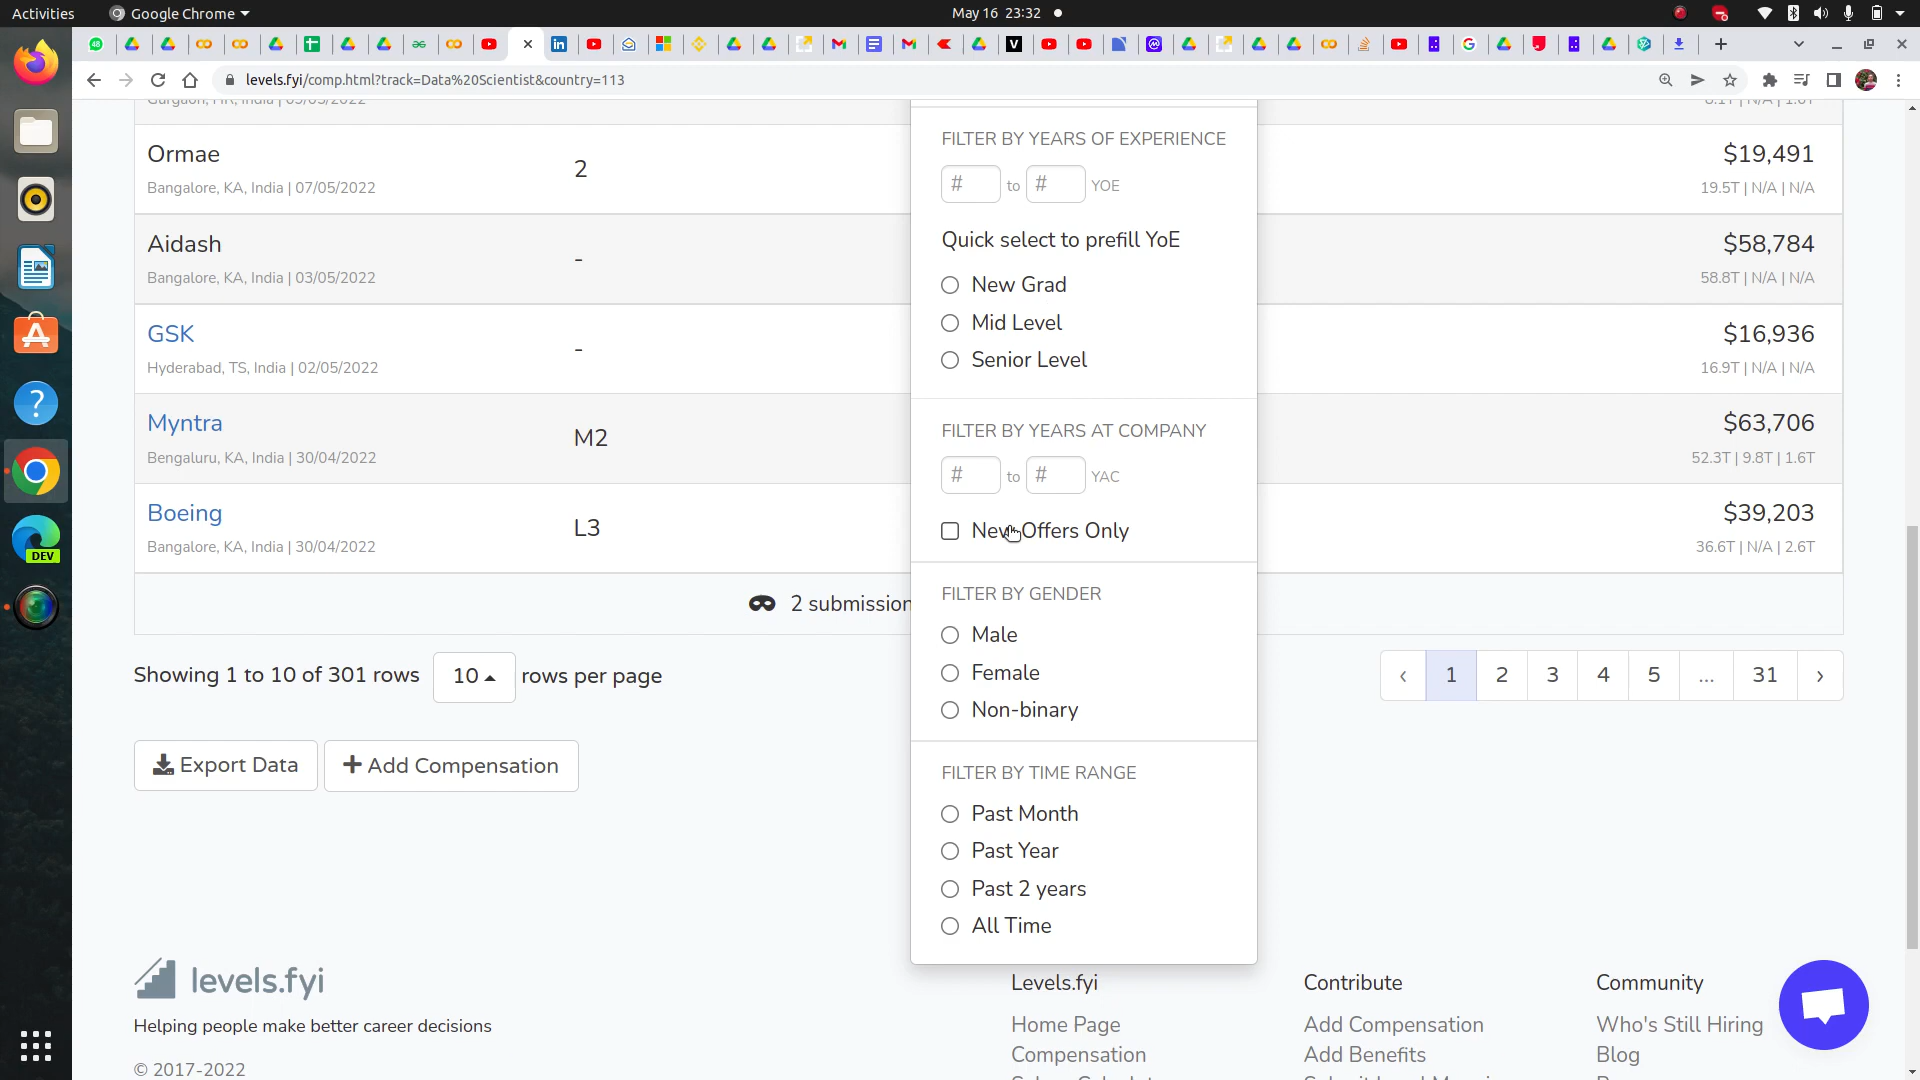 Activities
Google Chrome
May 16 23:32
48
levels.fyi/comp.html?track=Data%20Scientist&country=113
Gurgaon, HR, India | 09/05/2022
Ormae
2
$19,491
Bangalore, KA, India | 07/05/2022
19.5T | N/A | N/A
Aidash
-
$58,784
Bangalore, KA, India | 03/05/2022
58.8T | N/A | N/A
GSK
-
$16,936
Hyderabad, TS, India | 02/05/2022
16.9T | N/A | N/A
Myntra
M2
$63,706
Bengaluru, KA, India | 30/04/2022
52.3T | 9.8T | 1.6T
Boeing
L3
$39,203
Bangalore, KA, India | 30/04/2022
36.6T | N/A | 2.6T
2 submission
Showing 1 to 10 of 301 rows 10 rows per page
‹ 1 2 3 4 5 ... 31 ›
Export Data
+ Add Compensation
FILTER BY YEARS OF EXPERIENCE
# to # YOE
Quick select to prefill YoE
New Grad
Mid Level
Senior Level
FILTER BY YEARS AT COMPANY
# to # YAC
New Offers Only
FILTER BY GENDER
Male
Female
Non-binary
FILTER BY TIME RANGE
Past Month
Past Year
Past 2 years
All Time
levels.fyi
Helping people make better career decisions
© 2017-2022
Levels.fyi
Home Page
Compensation
Contribute
Add Compensation
Add Benefits
Community
Who's Still Hiring
Blog
DEV